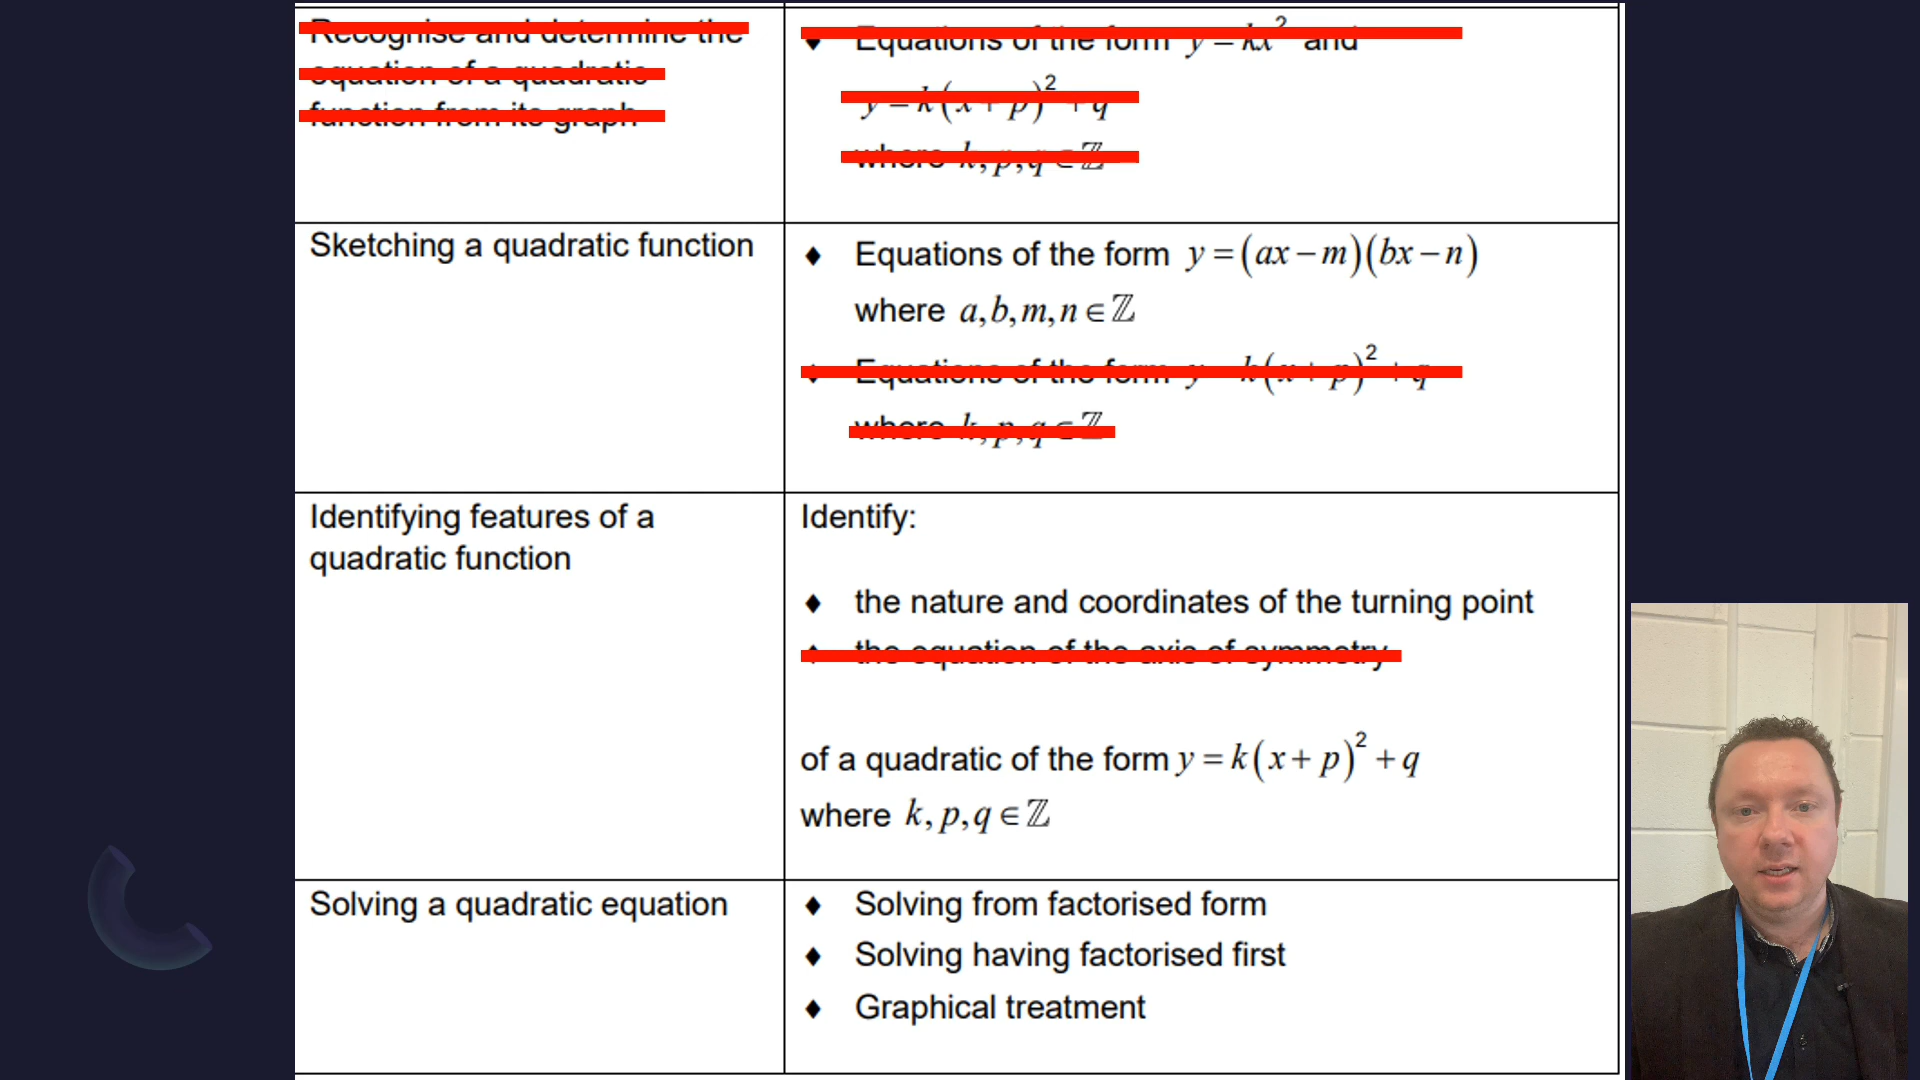 Recognise and determine the
equation of a quadratic
function from its graph
♦ Equations of the form y = kx² and
y = k(x + p)² + q
where k, p, q ∈ ℤ
Sketching a quadratic function
♦ Equations of the form y = (ax − m)(bx − n)
where a, b, m, n ∈ ℤ
♦ Equations of the form y = k(x + p)² + q
where k, p, q ∈ ℤ
Identifying features of a
quadratic function
Identify:
♦ the nature and coordinates of the turning point
♦ the equation of the axis of symmetry
of a quadratic of the form y = k(x + p)² + q
where k, p, q ∈ ℤ
Solving a quadratic equation
♦ Solving from factorised form
♦ Solving having factorised first
♦ Graphical treatment